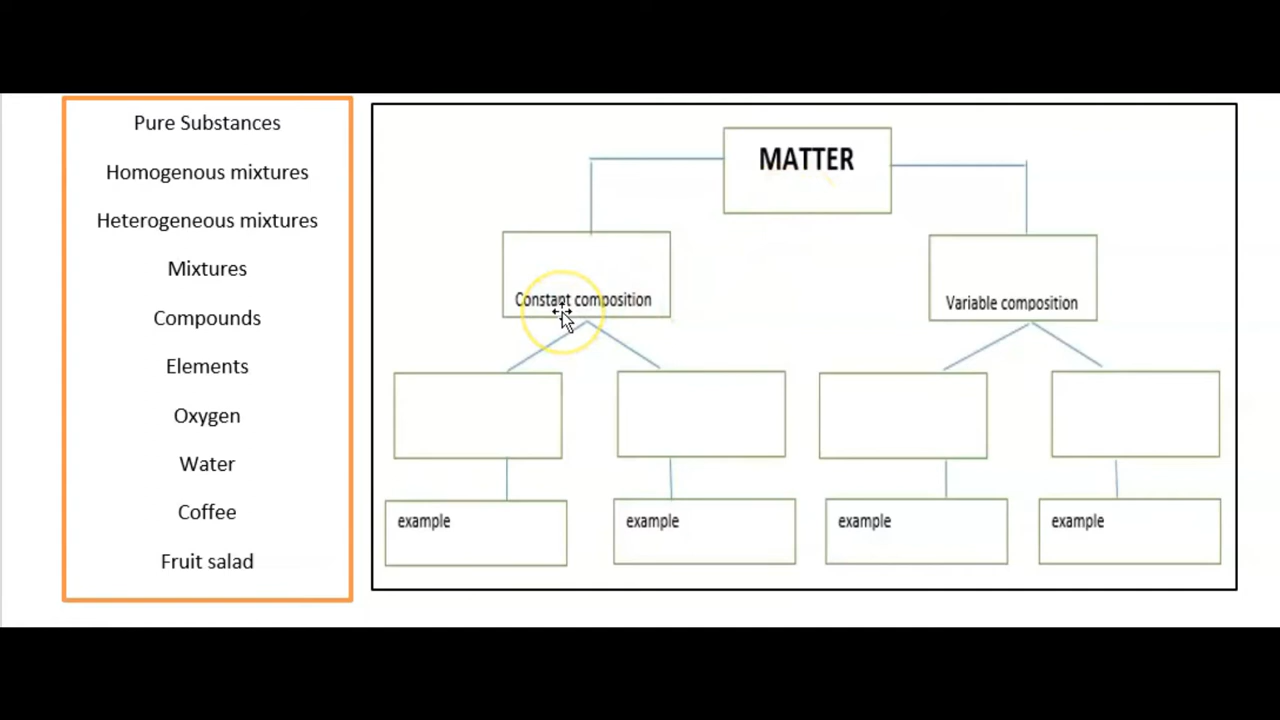 Pure Substances
Homogenous mixtures
Heterogeneous mixtures
Mixtures
Compounds
Elements
Oxygen
Water
Coffee
Fruit salad
MATTER
Constant composition
Variable composition
example
example
example
example